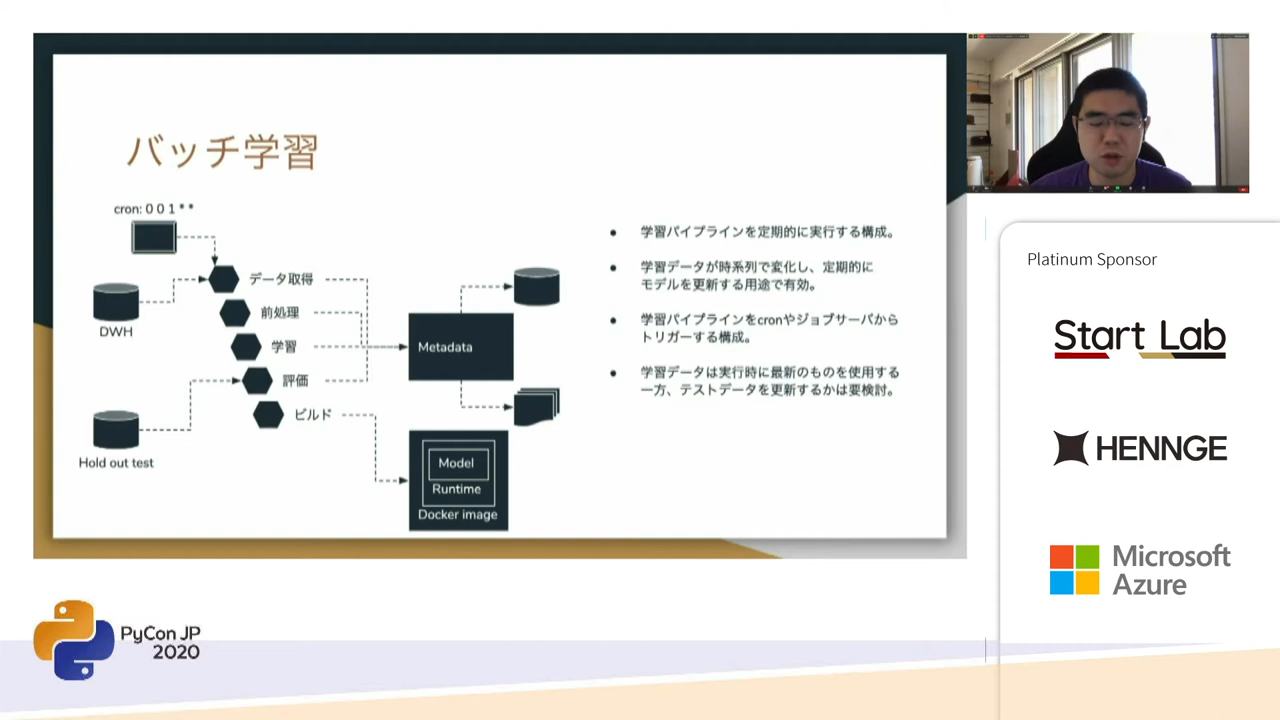 バッチ学習
cron: 0 0 1 * *
データ取得
DWH
前処理
学習
評価
ビルド
Hold out test
Metadata
Model
Runtime
Docker image
学習パイプラインを定期的に実行する構成。
学習データが時系列で変化し、定期的に
モデルを更新する用途で有効。
学習パイプラインをcronやジョブサーバから
トリガーする構成。
学習データは実行時に最新のものを使用する
一方、テストデータを更新するかは要検討。
Platinum Sponsor
Start Lab
HENNGE
Microsoft
Azure
PyCon JP
2020